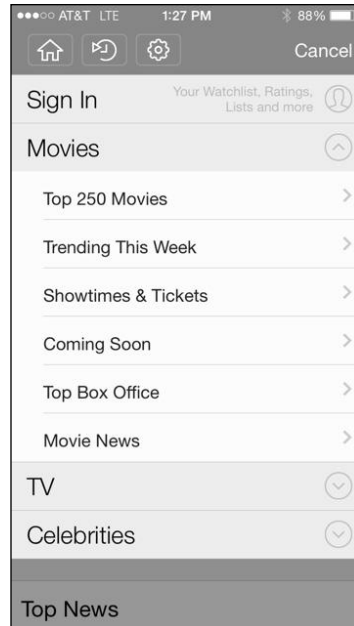 AT&T LTE 1:27 PM 88%
Cancel
Sign In
Your Watchlist, Ratings,
Lists and more
Movies
Top 250 Movies
Trending This Week
Showtimes & Tickets
Coming Soon
Top Box Office
Movie News
TV
Celebrities
Top News